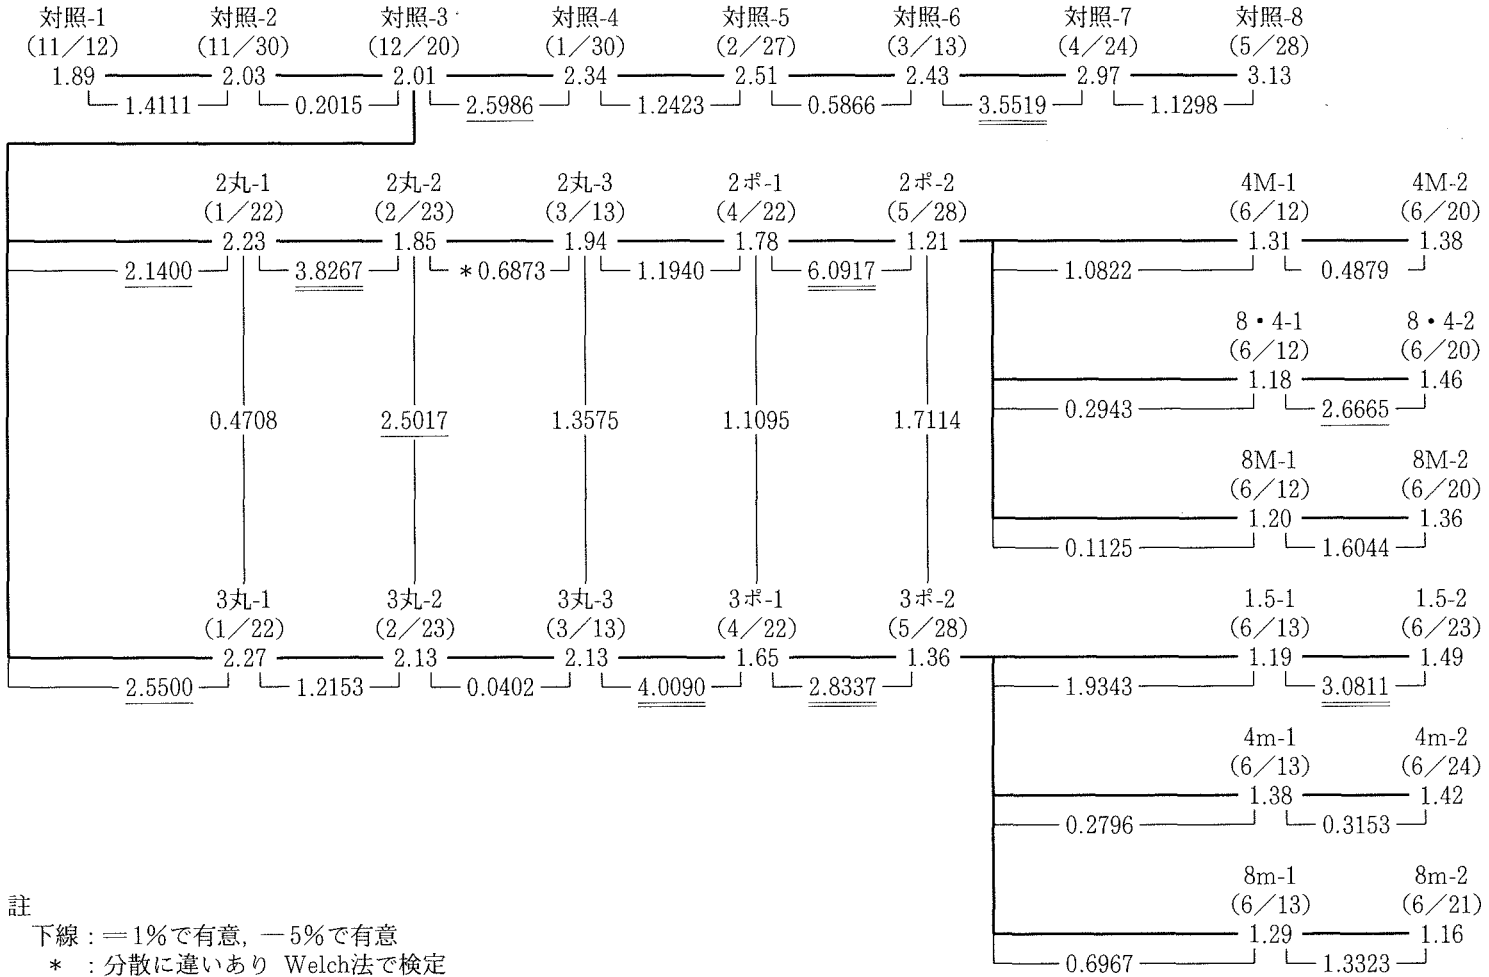 対照-1 対照-2 対照-3 対照-4 対照-5 対照-6 対照-7 対照-8
(11/12) (11/30) (12/20) (1/30) (2/27) (3/13) (4/24) (5/28)
1.89 2.03 2.01 2.34 2.51 2.43 2.97 3.13
1.4111 0.2015 2.5986 1.2423 0.5866 3.5519 1.1298
2丸-1 2丸-2 2丸-3 2ポ-1 2ポ-2 4M-1 4M-2
(1/22) (2/23) (3/13) (4/22) (5/28) (6/12) (6/20)
2.23 1.85 1.94 1.78 1.21 1.31 1.38
2.1400 3.8267 *0.6873 1.1940 6.0917 1.0822 0.4879
8・4-1 8・4-2
(6/12) (6/20)
1.18 1.46
0.2943 2.6665
0.4708 2.5017 1.3575 1.1095 1.7114
8M-1 8M-2
(6/12) (6/20)
1.20 1.36
0.1125 1.6044
3丸-1 3丸-2 3丸-3 3ポ-1 3ポ-2 1.5-1 1.5-2
(1/22) (2/23) (3/13) (4/22) (5/28) (6/13) (6/23)
2.27 2.13 2.13 1.65 1.36 1.19 1.49
2.5500 1.2153 0.0402 4.0090 2.8337 1.9343 3.0811
4m-1 4m-2
(6/13) (6/24)
1.38 1.42
0.2796 0.3153
8m-1 8m-2
(6/13) (6/21)
1.29 1.16
0.6967 1.3323
註
下線：＝1％で有意, －5％で有意
* ：分散に違いあり Welch法で検定